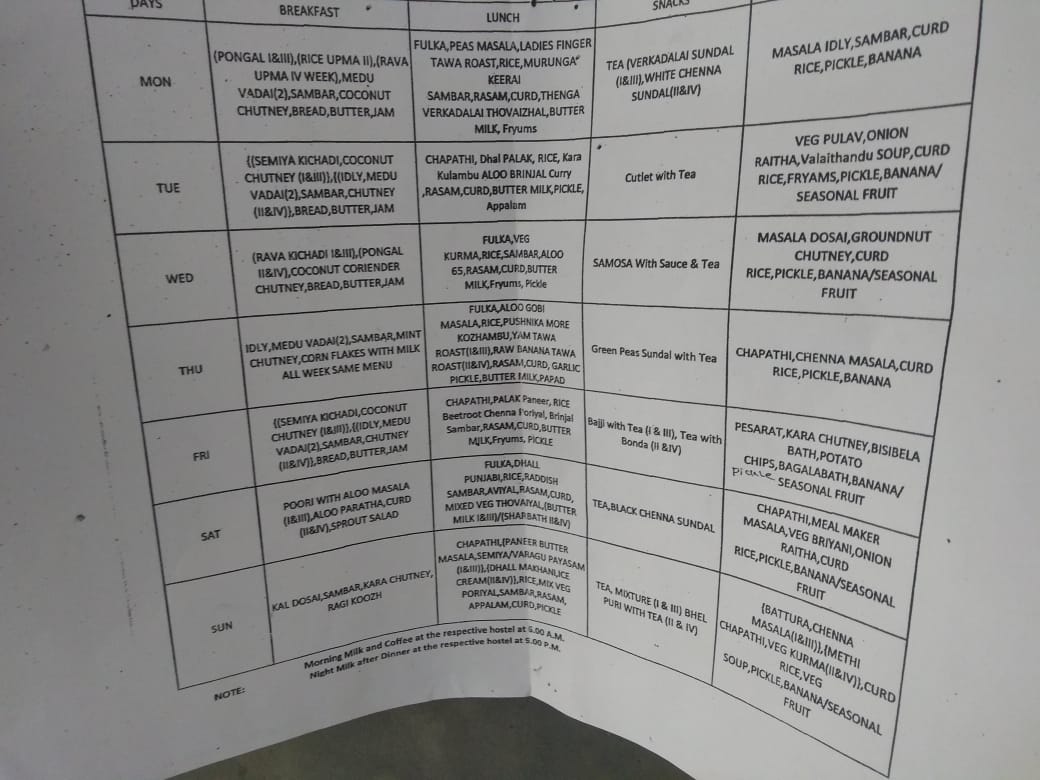 DAYS
BREAKFAST
LUNCH
SNACKS
MON
(PONGAL I&III),(RICE UPMA II),(RAVA
UPMA IV WEEK),MEDU
VADAI(2),SAMBAR,COCONUT
CHUTNEY,BREAD,BUTTER,JAM
FULKA,PEAS MASALA,LADIES FINGER
TAWA ROAST,RICE,MURUNGA
KEERAI
SAMBAR,RASAM,CURD,THENGA
VERKADALAI THOVAIZHAL,BUTTER
MILK, Fryums
TEA (VERKADALAI SUNDAL
(I&III),WHITE CHENNA
SUNDAL(II&IV)
MASALA IDLY,SAMBAR,CURD
RICE,PICKLE,BANANA
TUE
{(SEMIYA KICHADI,COCONUT
CHUTNEY (I&III)},{(IDLY,MEDU
VADAI(2),SAMBAR,CHUTNEY
(II&IV)},BREAD,BUTTER,JAM
CHAPATHI, Dhal PALAK, RICE, Kara
Kulambu ALOO BRINJAL Curry
,RASAM,CURD,BUTTER MILK,PICKLE,
Appalam
Cutlet with Tea
VEG PULAV,ONION
RAITHA,Valaithandu SOUP,CURD
RICE,FRYAMS,PICKLE,BANANA/
SEASONAL FRUIT
WED
(RAVA KICHADI I&III),(PONGAL
II&IV),COCONUT CORIENDER
CHUTNEY,BREAD,BUTTER,JAM
FULKA,VEG
KURMA,RICE,SAMBAR,ALOO
65,RASAM,CURD,BUTTER
MILK,Fryums, Pickle
SAMOSA With Sauce & Tea
MASALA DOSAI,GROUNDNUT
CHUTNEY,CURD
RICE,PICKLE,BANANA/SEASONAL
FRUIT
THU
IDLY,MEDU VADAI(2),SAMBAR,MINT
CHUTNEY,CORN FLAKES WITH MILK
ALL WEEK SAME MENU
FULKA,ALOO GOBI
MASALA,RICE,PUSHNIKA MORE
KOZHAMBU,YAM TAWA
ROAST(I&III),RAW BANANA TAWA
ROAST(II&IV),RASAM,CURD, GARLIC
PICKLE,BUTTER MILK,PAPAD
Green Peas Sundal with Tea
CHAPATHI,CHENNA MASALA,CURD
RICE,PICKLE,BANANA
FRI
{(SEMIYA KICHADI,COCONUT
CHUTNEY (I&III)},{(IDLY,MEDU
VADAI(2),SAMBAR,CHUTNEY
(II&IV)},BREAD,BUTTER,JAM
CHAPATHI,PALAK Paneer, RICE
Beetroot Chenna Poriyal, Brinjal
Sambar,RASAM,CURD,BUTTER
MILK,Fryums, PICKLE
Bajji with Tea (I & III), Tea with
Bonda (II &IV)
PESARAT,KARA CHUTNEY,BISIBELA
BATH,POTATO
CHIPS,BAGALABATH,BANANA/
Pickle SEASONAL FRUIT
SAT
POORI WITH ALOO MASALA
(I&III),ALOO PARATHA,CURD
(II&IV),SPROUT SALAD
FULKA,DHALL
PUNJABI,RICE,RADDISH
SAMBAR,AVIYAL,RASAM,CURD,
MIXED VEG THOVAIYAL,(BUTTER
MILK I&III)/(SHARBATH II&IV)
TEA,BLACK CHENNA SUNDAL
CHAPATHI,MEAL MAKER
MASALA,VEG BRIYANI,ONION
RAITHA,CURD
RICE,PICKLE,BANANA/SEASONAL
FRUIT
SUN
KAL DOSAI,SAMBAR,KARA CHUTNEY,
RAGI KOOZH
CHAPATHI,{PANEER BUTTER
MASALA,SEMIYA/VARAGU PAYASAM
(I&III)},{DHALL MAKHANI,ICE
CREAM(II&IV)},RICE,MIX VEG
PORIYAL,SAMBAR,RASAM,
APPALAM,CURD,PICKLE
TEA, MIXTURE (I & III) BHEL
PURI WITH TEA (II & IV)
{BATTURA,CHENNA
MASALA(I&III)},{METHI
CHAPATHI,VEG KURMA(II&IV)},CURD
RICE,VEG
SOUP,PICKLE,BANANA/SEASONAL
FRUIT
NOTE:
Morning Milk and Coffee at the respective hostel at 6.00 A.M.
Night Milk after Dinner at the respective hostel at 5.00 P.M.